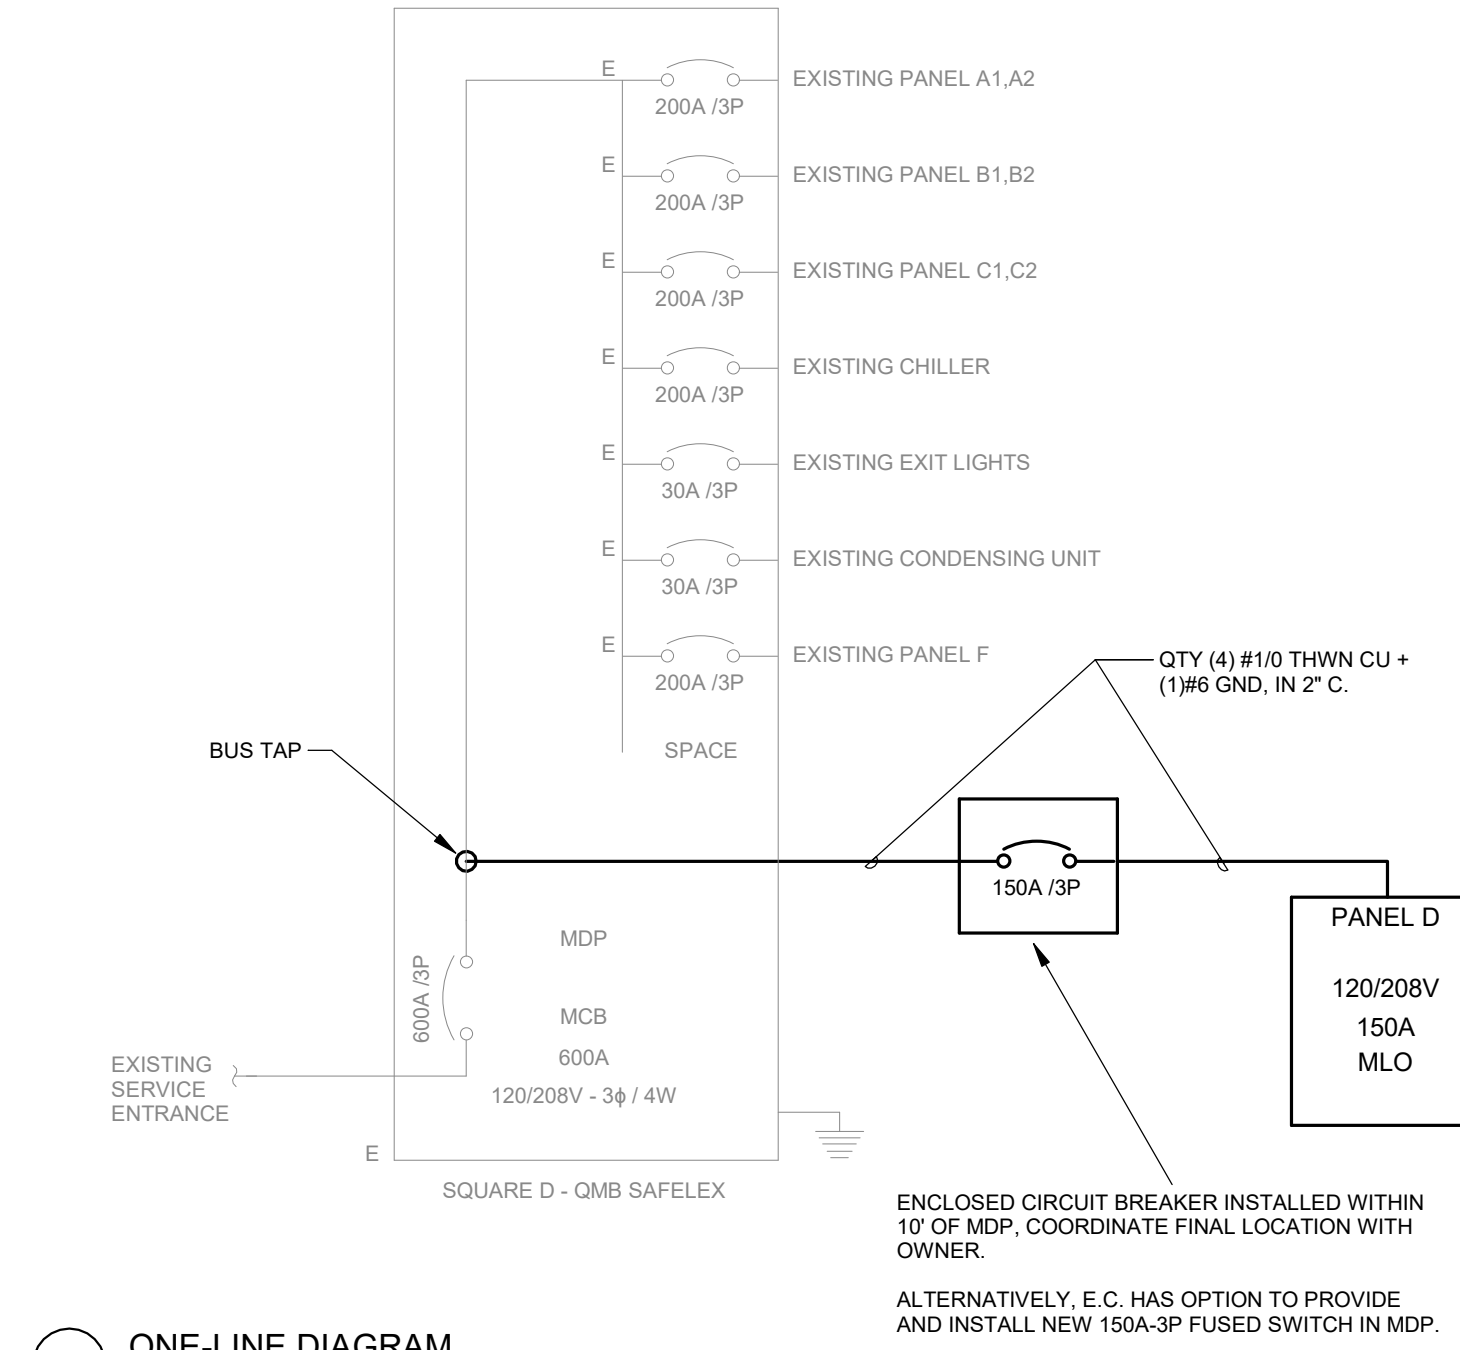 E
EXISTING PANEL A1,A2
200A /3P
E
EXISTING PANEL B1,B2
200A /3P
E
EXISTING PANEL C1,C2
200A /3P
E
EXISTING CHILLER
200A /3P
E
EXISTING EXIT LIGHTS
30A /3P
E
EXISTING CONDENSING UNIT
30A /3P
E
EXISTING PANEL F
200A /3P
QTY (4) #1/0 THWN CU +
(1)#6 GND, IN 2" C.
BUS TAP
SPACE
150A /3P
PANEL D
120/208V
150A
MLO
MDP
600A /3P
MCB
600A
120/208V - 3ϕ / 4W
EXISTING
SERVICE
ENTRANCE
E
SQUARE D - QMB SAFELEX
ENCLOSED CIRCUIT BREAKER INSTALLED WITHIN
10' OF MDP, COORDINATE FINAL LOCATION WITH
OWNER.
ALTERNATIVELY, E.C. HAS OPTION TO PROVIDE
AND INSTALL NEW 150A-3P FUSED SWITCH IN MDP.
ONE-LINE DIAGRAM